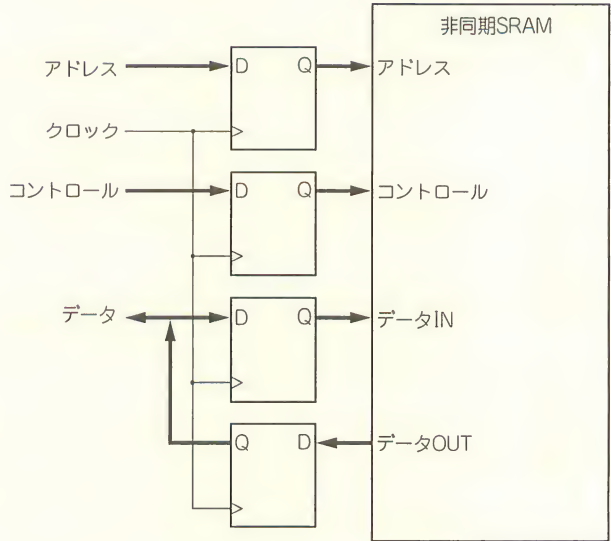 非同期SRAM
アドレス
D
Q
アドレス
クロック
コントロール
D
Q
コントロール
データ
D
Q
データIN
Q
D
データOUT